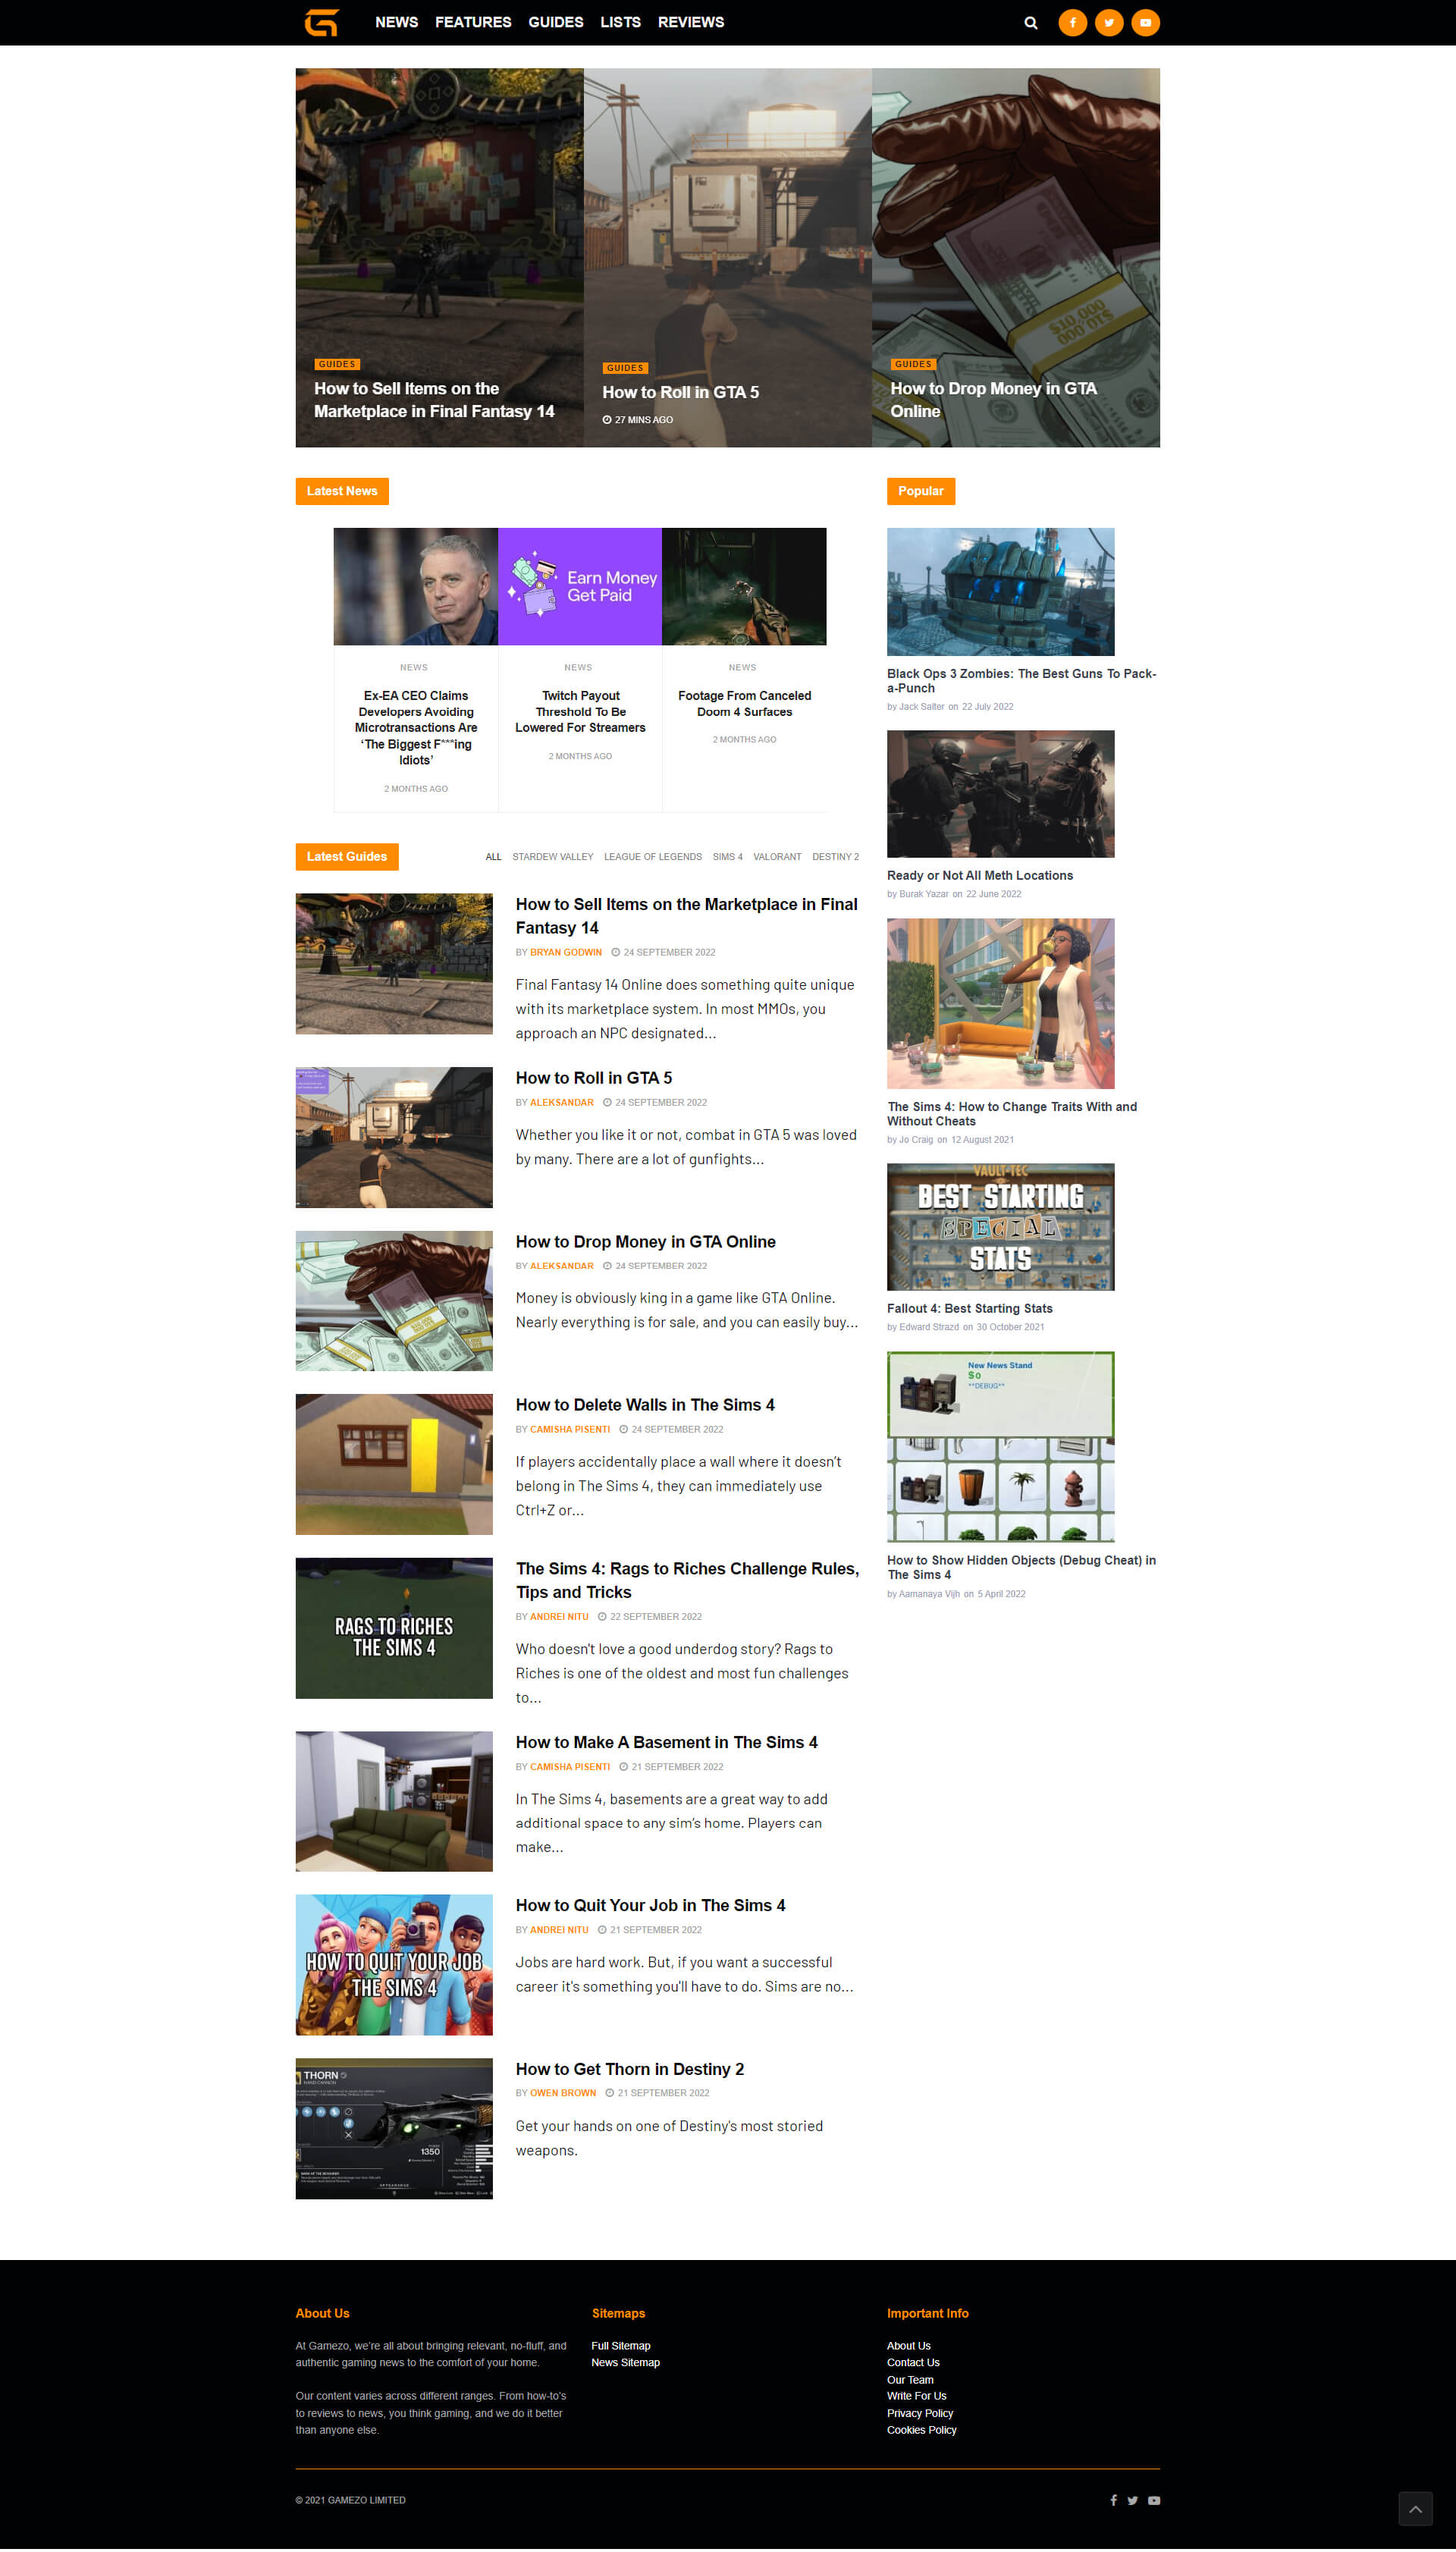 NEWS FEATURES GUIDES LISTS REVIEWS
$10,000
GUIDES
How to Sell Items on the
Marketplace in Final Fantasy 14
GUIDES
How to Roll in GTA 5
27 MINS AGO
GUIDES
How to Drop Money in GTA
Online
Latest News
Earn Money
Get Paid
NEWS
Ex-EA CEO Claims
Developers Avoiding
Microtransactions Are
‘The Biggest F***ing
Idiots’
2 MONTHS AGO
NEWS
Twitch Payout
Threshold To Be
Lowered For Streamers
2 MONTHS AGO
NEWS
Footage From Canceled
Doom 4 Surfaces
2 MONTHS AGO
Latest Guides
ALL STARDEW VALLEY LEAGUE OF LEGENDS SIMS 4 VALORANT DESTINY 2
How to Sell Items on the Marketplace in Final
Fantasy 14
BY BRYAN GODWIN 24 SEPTEMBER 2022
Final Fantasy 14 Online does something quite unique
with its marketplace system. In most MMOs, you
approach an NPC designated...
How to Roll in GTA 5
BY ALEKSANDAR 24 SEPTEMBER 2022
Whether you like it or not, combat in GTA 5 was loved
by many. There are a lot of gunfights...
How to Drop Money in GTA Online
BY ALEKSANDAR 24 SEPTEMBER 2022
Money is obviously king in a game like GTA Online.
Nearly everything is for sale, and you can easily buy...
How to Delete Walls in The Sims 4
BY CAMISHA PISENTI 24 SEPTEMBER 2022
If players accidentally place a wall where it doesn’t
belong in The Sims 4, they can immediately use
Ctrl+Z or...
RAGS TO RICHES
THE SIMS 4
The Sims 4: Rags to Riches Challenge Rules,
Tips and Tricks
BY ANDREI NITU 22 SEPTEMBER 2022
Who doesn't love a good underdog story? Rags to
Riches is one of the oldest and most fun challenges
to...
How to Make A Basement in The Sims 4
BY CAMISHA PISENTI 21 SEPTEMBER 2022
In The Sims 4, basements are a great way to add
additional space to any sim’s home. Players can
make...
HOW TO QUIT YOUR JOB
THE SIMS 4
How to Quit Your Job in The Sims 4
BY ANDREI NITU 21 SEPTEMBER 2022
Jobs are hard work. But, if you want a successful
career it's something you'll have to do. Sims are no...
THORN
HAND CANNON
1350
How to Get Thorn in Destiny 2
BY OWEN BROWN 21 SEPTEMBER 2022
Get your hands on one of Destiny's most storied
weapons.
Popular
Black Ops 3 Zombies: The Best Guns To Pack-
a-Punch
by Jack Salter on 22 July 2022
Ready or Not All Meth Locations
by Burak Yazar on 22 June 2022
The Sims 4: How to Change Traits With and
Without Cheats
by Jo Craig on 12 August 2021
VAULT-TEC
BEST STARTING
SPECIAL
STATS
Fallout 4: Best Starting Stats
by Edward Strazd on 30 October 2021
New News Stand
§0
**DEBUG**
How to Show Hidden Objects (Debug Cheat) in
The Sims 4
by Aamanaya Vijh on 5 April 2022
About Us
At Gamezo, we’re all about bringing relevant, no-fluff, and
authentic gaming news to the comfort of your home.
Our content varies across different ranges. From how-to’s
to reviews to news, you think gaming, and we do it better
than anyone else.
Sitemaps
Full Sitemap
News Sitemap
Important Info
About Us
Contact Us
Our Team
Write For Us
Privacy Policy
Cookies Policy
© 2021 GAMEZO LIMITED